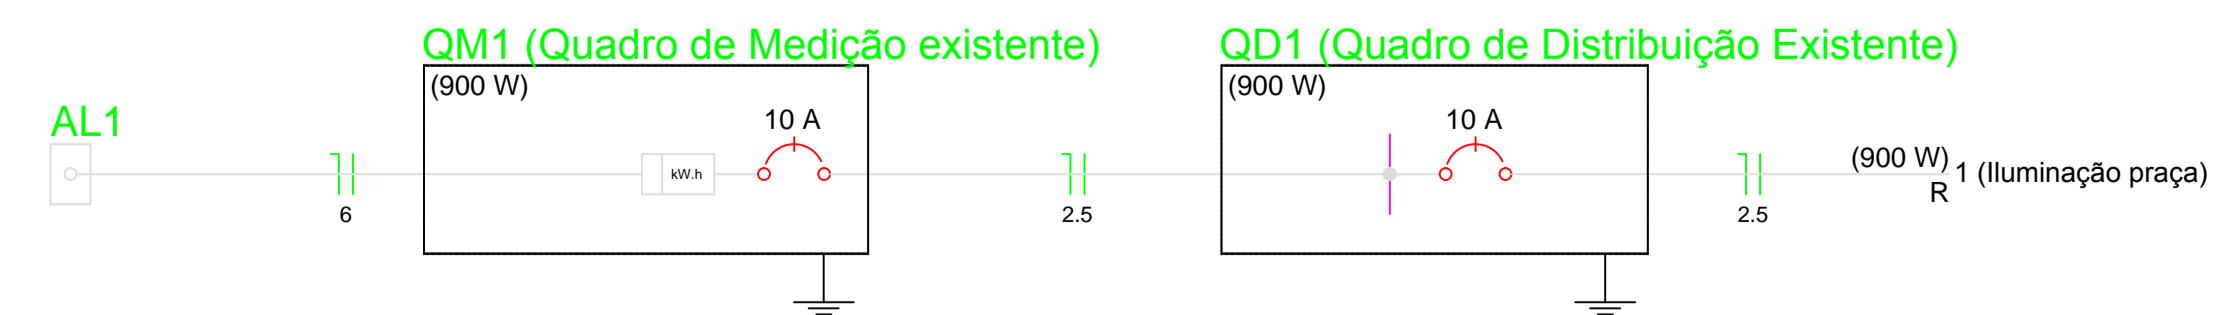 QM1 (Quadro de Medição existente)
QD1 (Quadro de Distribuição Existente)
(900 W)
(900 W)
AL1
10 A
10 A
kW.h
(900 W)
R
1 (Iluminação praça)
6
2.5
2.5